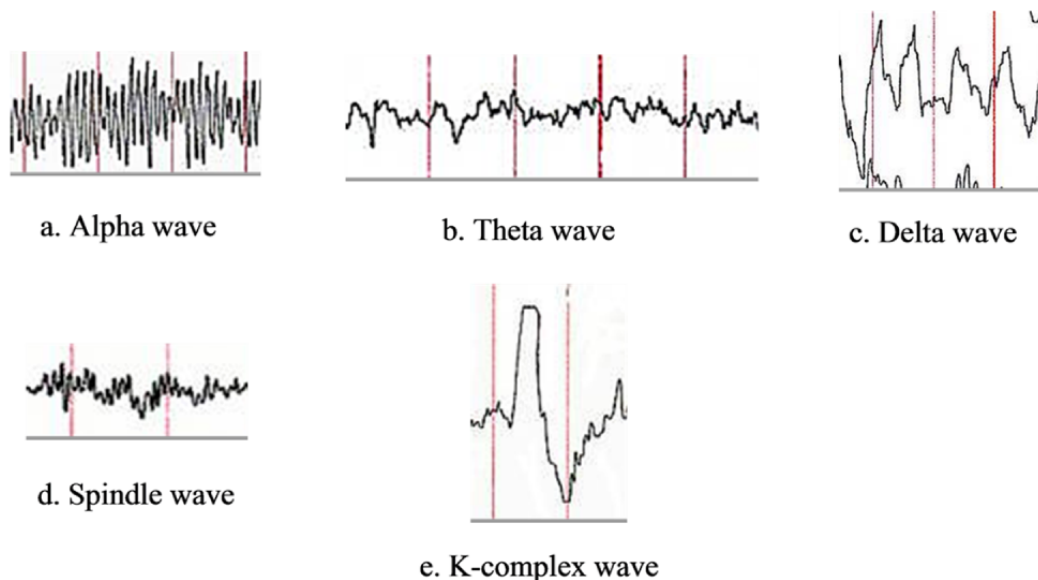 a. Alpha wave
b. Theta wave
c. Delta wave
d. Spindle wave
e. K-complex wave